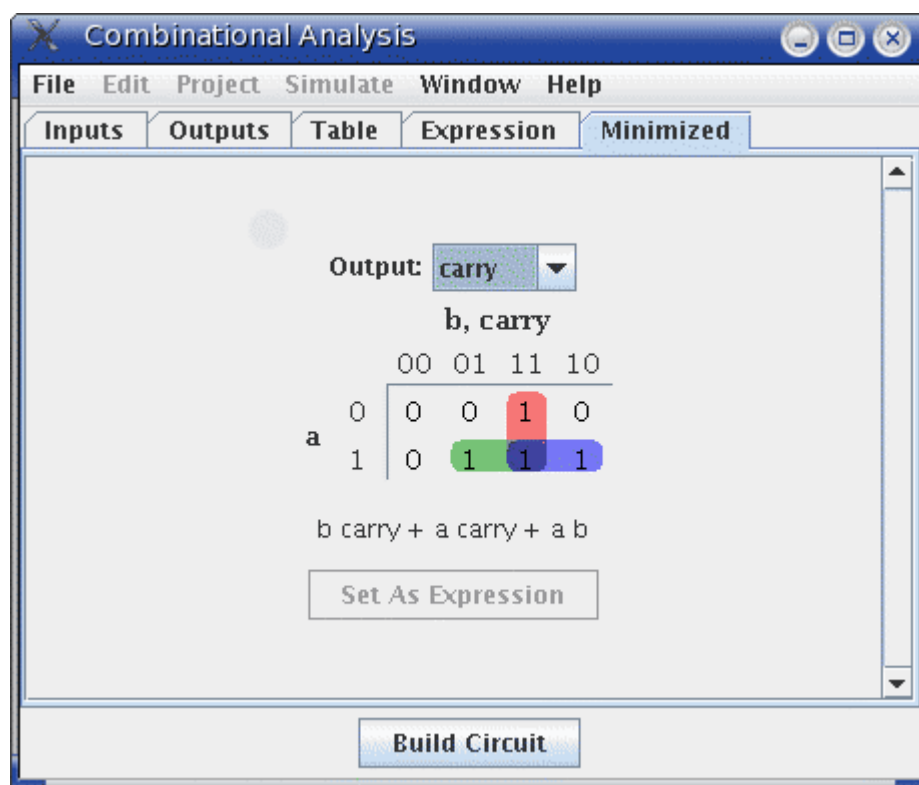 Combinational Analysis
File Edit Project Simulate Window Help
Inputs Outputs Table Expression Minimized
Output: carry
b, carry
00 01 11 10
0 0 0 1 0
a
1 0 1 1 1
b carry + a carry + a b
Set As Expression
Build Circuit